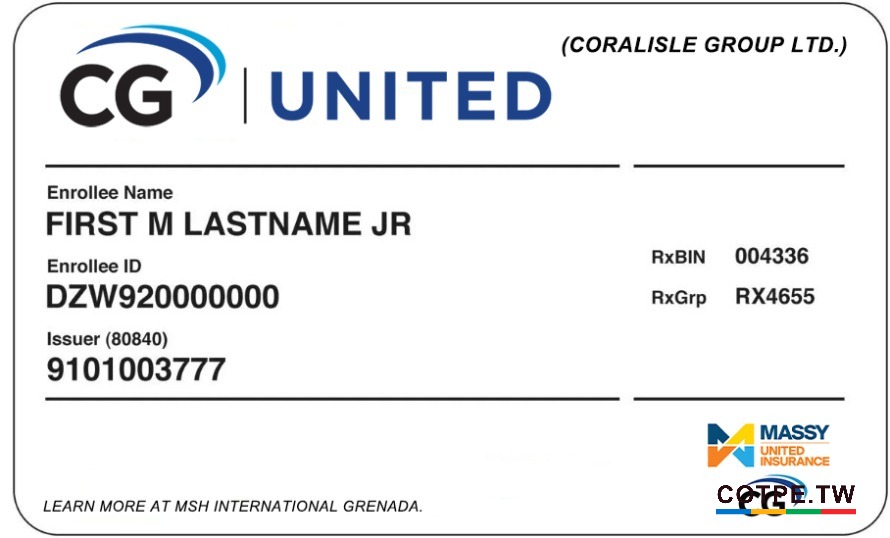 (CORALISLE GROUP LTD.)
CG | UNITED
Enrollee Name
FIRST M LASTNAME JR
Enrollee ID
DZW920000000
Issuer (80840)
9101003777
RxBIN 004336
RxGrp RX4655
MASSY
UNITED
INSURANCE
CG
COTPE.TW
LEARN MORE AT MSH INTERNATIONAL GRENADA.